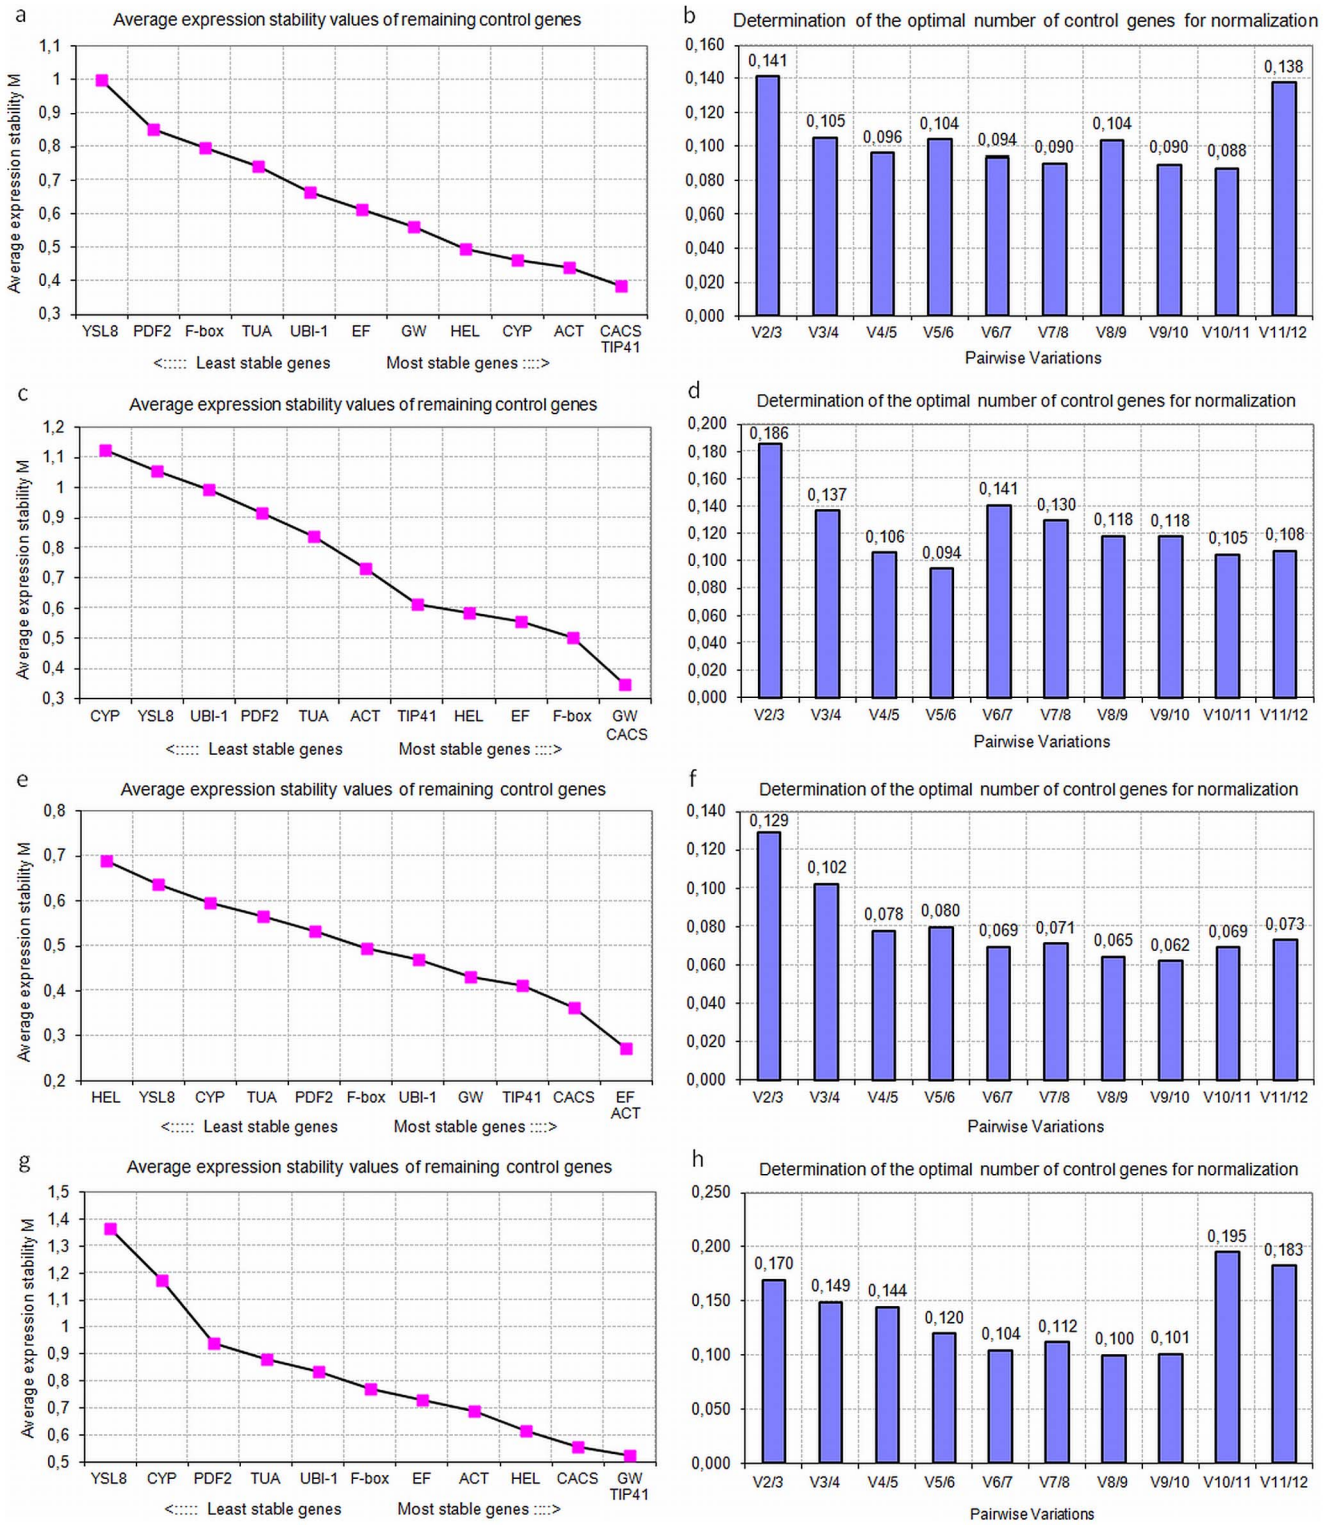 a
Average expression stability values of remaining control genes
Average expression stability M
1,1
1
0,9
0,8
0,7
0,6
0,5
0,4
0,3
YSL8 PDF2 F-box TUA UBI-1 EF GW HEL CYP ACT CACS
TIP41
<::::: Least stable genes Most stable genes ::::>
b
Determination of the optimal number of control genes for normalization
0,160
0,140
0,120
0,100
0,080
0,060
0,040
0,020
0,000
0,141 0,105 0,096 0,104 0,094 0,090 0,104 0,090 0,088 0,138
V2/3 V3/4 V4/5 V5/6 V6/7 V7/8 V8/9 V9/10 V10/11 V11/12
Pairwise Variations
c
Average expression stability values of remaining control genes
Average expression stability M
1,2
1,1
1
0,9
0,8
0,7
0,6
0,5
0,4
0,3
CYP YSL8 UBI-1 PDF2 TUA ACT TIP41 HEL EF F-box GW
CACS
<::::: Least stable genes Most stable genes ::::>
d
Determination of the optimal number of control genes for normalization
0,200
0,180
0,160
0,140
0,120
0,100
0,080
0,060
0,040
0,020
0,000
0,186 0,137 0,106 0,094 0,141 0,130 0,118 0,118 0,105 0,108
V2/3 V3/4 V4/5 V5/6 V6/7 V7/8 V8/9 V9/10 V10/11 V11/12
Pairwise Variations
e
Average expression stability values of remaining control genes
Average expression stability M
0,8
0,7
0,6
0,5
0,4
0,3
0,2
HEL YSL8 CYP TUA PDF2 F-box UBI-1 GW TIP41 CACS EF
ACT
<::::: Least stable genes Most stable genes ::::>
f
Determination of the optimal number of control genes for normalization
0,140
0,120
0,100
0,080
0,060
0,040
0,020
0,000
0,129 0,102 0,078 0,080 0,069 0,071 0,065 0,062 0,069 0,073
V2/3 V3/4 V4/5 V5/6 V6/7 V7/8 V8/9 V9/10 V10/11 V11/12
Pairwise Variations
g
Average expression stability values of remaining control genes
Average expression stability M
1,5
1,4
1,3
1,2
1,1
1
0,9
0,8
0,7
0,6
0,5
YSL8 CYP PDF2 TUA UBI-1 F-box EF ACT HEL CACS GW
TIP41
<::::: Least stable genes Most stable genes ::::>
h
Determination of the optimal number of control genes for normalization
0,250
0,200
0,150
0,100
0,050
0,000
0,170 0,149 0,144 0,120 0,104 0,112 0,100 0,101 0,195 0,183
V2/3 V3/4 V4/5 V5/6 V6/7 V7/8 V8/9 V9/10 V10/11 V11/12
Pairwise Variations